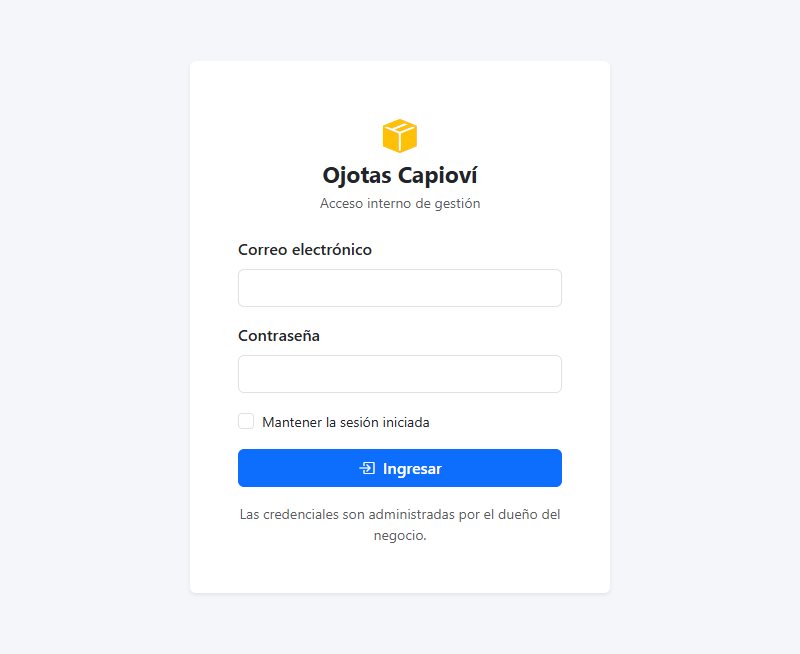 Ojotas Capioví
Acceso interno de gestión
Correo electrónico
Contraseña
Mantener la sesión iniciada
Ingresar
Las credenciales son administradas por el dueño del
negocio.